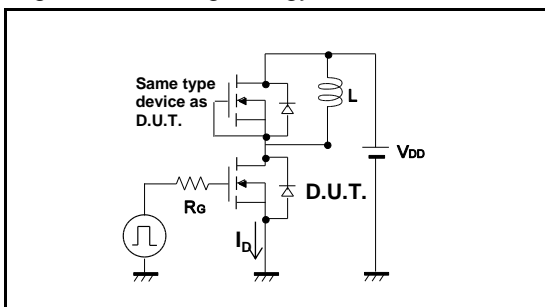 Same type
device as
D.U.T.
L
VDD
D.U.T.
RG
ID